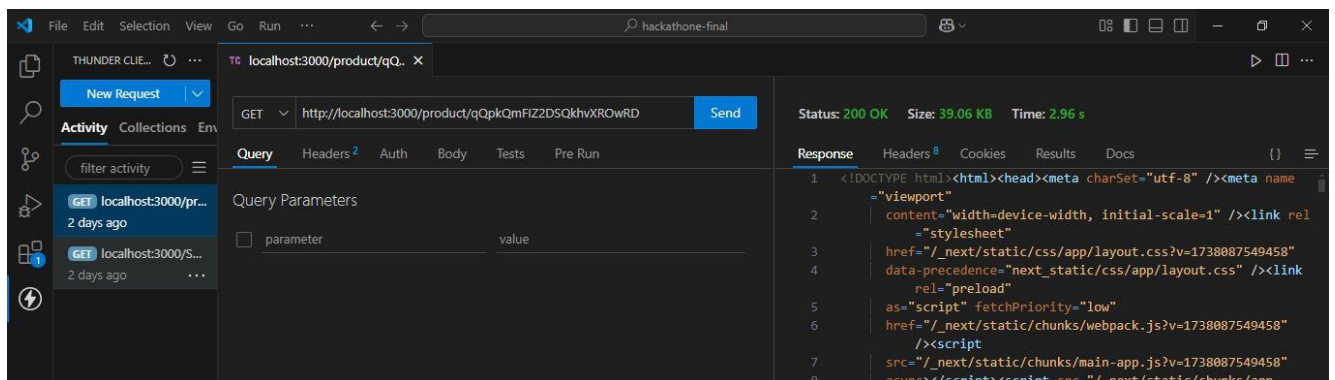 File Edit Selection View Go Run ··· hackathone-final
THUNDER CLIE... ···
TC localhost:3000/product/qQ..
New Request
Activity Collections Env
filter activity
GET localhost:3000/pr...
2 days ago
GET localhost:3000/S...
2 days ago ···
1
GET http://localhost:3000/product/qQpkQmFIZ2DSQkhvXROwRD Send
Query Headers 2 Auth Body Tests Pre Run
Query Parameters
parameter value
Status: 200 OK Size: 39.06 KB Time: 2.96 s
Response Headers 8 Cookies Results Docs {}
1 <!DOCTYPE html><html><head><meta charSet="utf-8" /><meta name
="viewport"
2 content="width=device-width, initial-scale=1" /><link rel
="stylesheet"
3 href="/_next/static/css/app/layout.css?v=1738087549458"
4 data-precedence="next_static/css/app/layout.css" /><link
rel="preload"
5 as="script" fetchPriority="low"
6 href="/_next/static/chunks/webpack.js?v=1738087549458"
/><script
7 src="/_next/static/chunks/main-app.js?v=1738087549458"